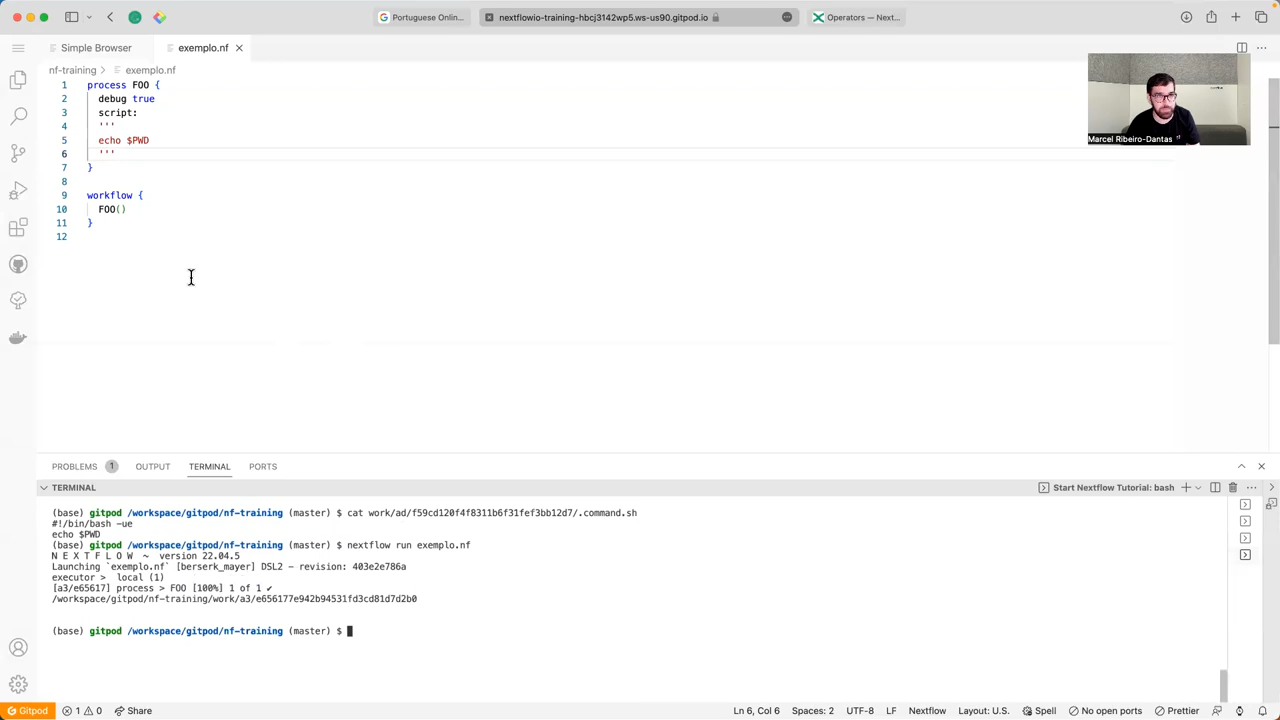 Portuguese Onlin...
nextflowio-training-hbcj3142wp5.ws-us90.gitpod.io
Operators — Next...
Simple Browser
exemplo.nf
nf-training > exemplo.nf
1 process FOO {
2 debug true
3 script:
4 '''
5 echo $PWD
6 '''
7 }
8
9 workflow {
10 FOO()
11 }
12
Marcel Ribeiro-Dantas
PROBLEMS 1 OUTPUT TERMINAL PORTS
TERMINAL
Start Nextflow Tutorial: bash
(base) gitpod /workspace/gitpod/nf-training (master) $ cat work/ad/f59cd120f4f8311b6f31fef3bb12d7/.command.sh
#!/bin/bash -ue
echo $PWD
(base) gitpod /workspace/gitpod/nf-training (master) $ nextflow run exemplo.nf
N E X T F L O W ~ version 22.04.5
Launching `exemplo.nf` [berserk_mayer] DSL2 - revision: 403e2e786a
executor > local (1)
[a3/e65617] process > FOO [100%] 1 of 1 ✔
/workspace/gitpod/nf-training/work/a3/e656177e942b94531fd3cd81d7d2b0
(base) gitpod /workspace/gitpod/nf-training (master) $
Gitpod 1 0 Share Ln 6, Col 6 Spaces: 2 UTF-8 LF Nextflow Layout: U.S. Spell No open ports Prettier